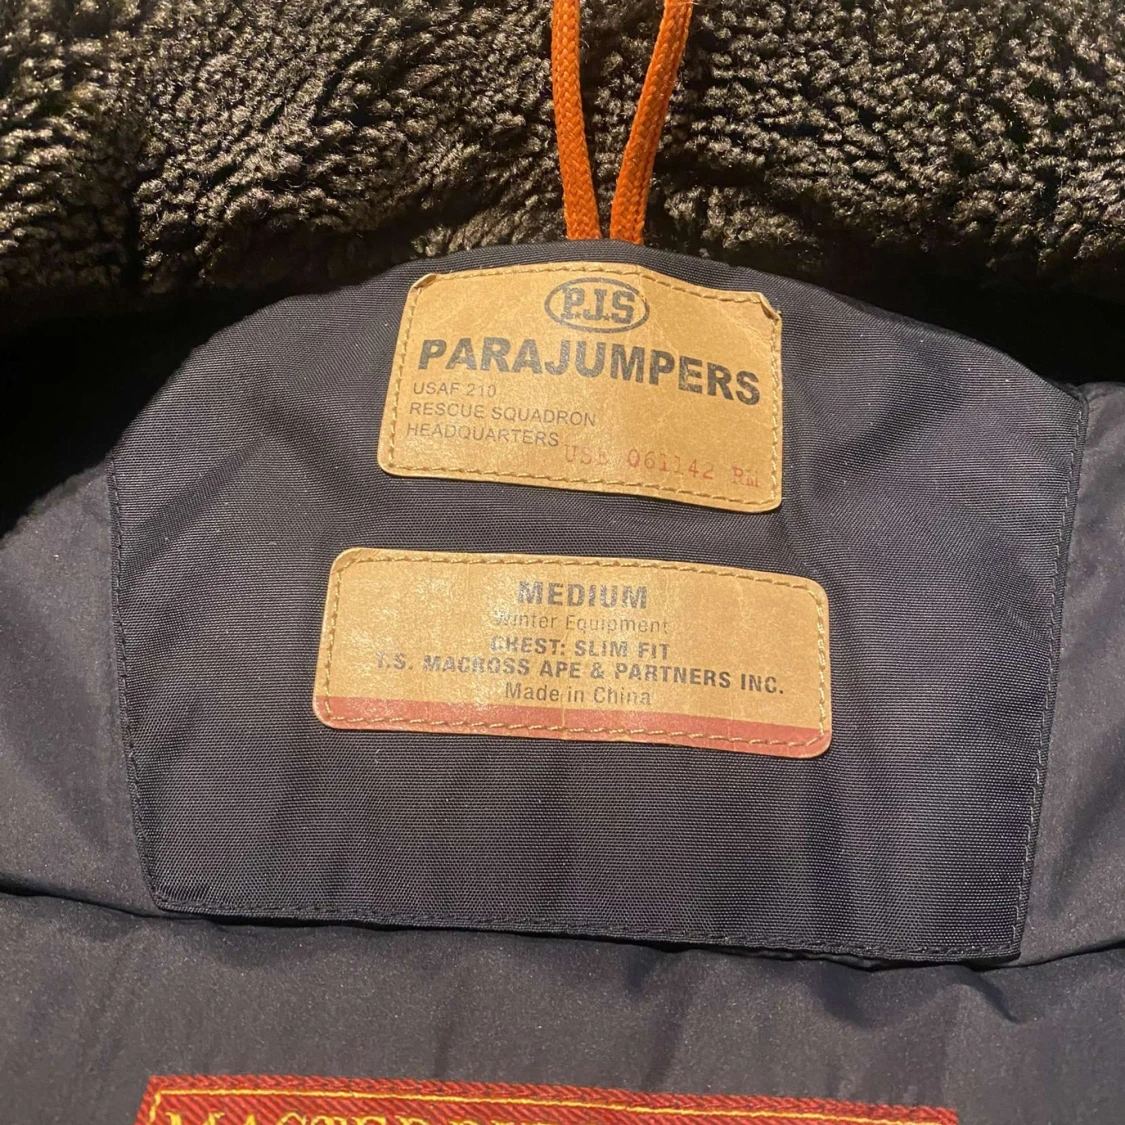 P.J.S
PARAJUMPERS
USAF 210
RESCUE SQUADRON
HEADQUARTERS
061142 RM
MEDIUM
Winter Equipment
CHEST: SLIM FIT
T.S. MACROSS APE & PARTNERS INC.
Made in China